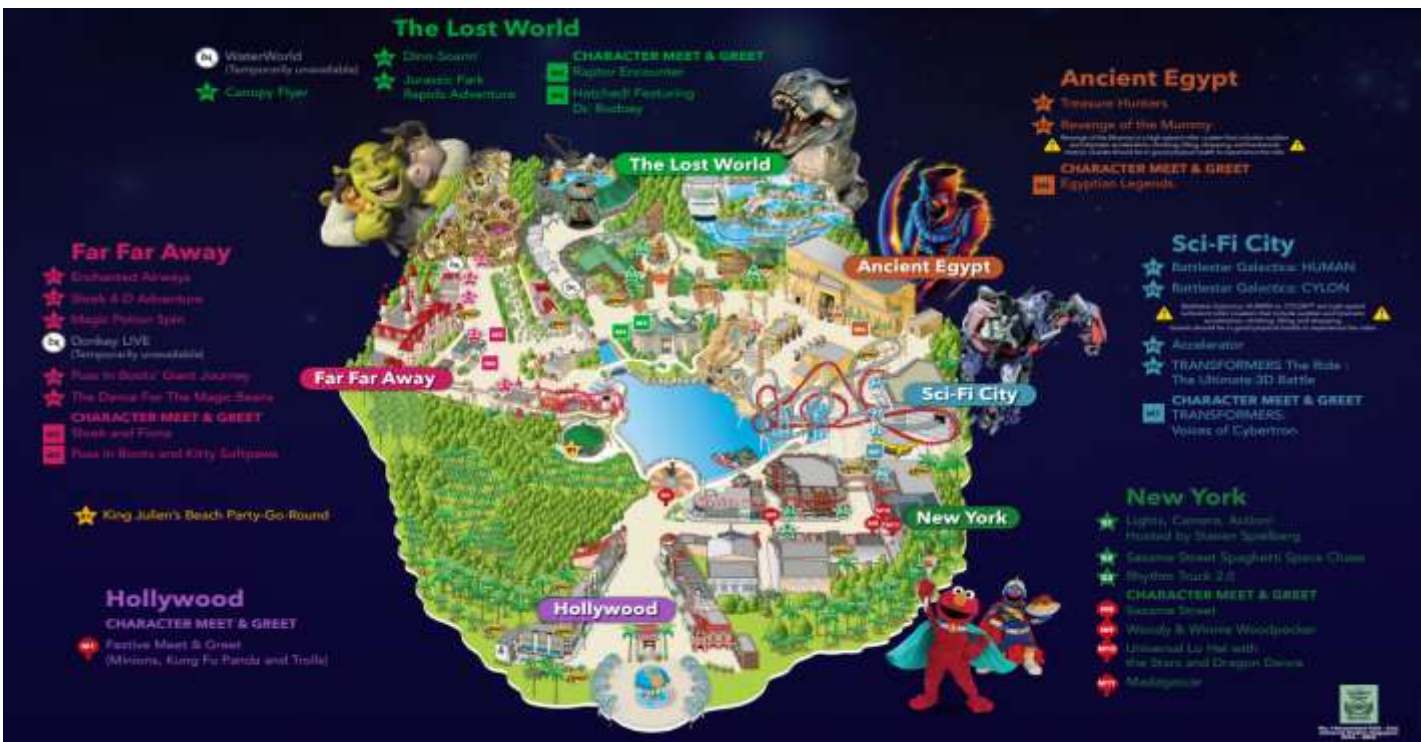 The Lost World
WaterWorld
(Temporarily unavailable)
Canopy Flyer
Dino-Soarin'
Jurassic Park
Rapids Adventure
CHARACTER MEET & GREET
Raptor Encounter
Hatched! Featuring
Dr. Rodney
Ancient Egypt
Treasure Hunters
Revenge of the Mummy
CHARACTER MEET & GREET
Egyptian Legends
The Lost World
Ancient Egypt
Far Far Away
Enchanted Airways
Shrek 4-D Adventure
Magic Potion Spin
Donkey LIVE
(Temporarily unavailable)
Puss In Boots' Giant Journey
The Dance For The Magic Beans
CHARACTER MEET & GREET
Shrek and Fiona
Puss in Boots and Kitty Softpaws
Sci-Fi City
Battlestar Galactica: HUMAN
Battlestar Galactica: CYLON
Accelerator
TRANSFORMERS The Ride :
The Ultimate 3D Battle
CHARACTER MEET & GREET
TRANSFORMERS:
Voices of Cybertron
Far Far Away
Sci-Fi City
King Julien's Beach Party-Go-Round
New York
Lights, Camera, Action!
Hosted by Steven Spielberg
Sesame Street Spaghetti Space Chase
Rhythm Truck 2.0
CHARACTER MEET & GREET
Sesame Street
Woody & Winnie Woodpecker
Universal Lo Hei with
the Stars and Dragon Dance
Madagascar
New York
Hollywood
CHARACTER MEET & GREET
Festive Meet & Greet
(Minions, Kung Fu Panda and Trolls)
Hollywood